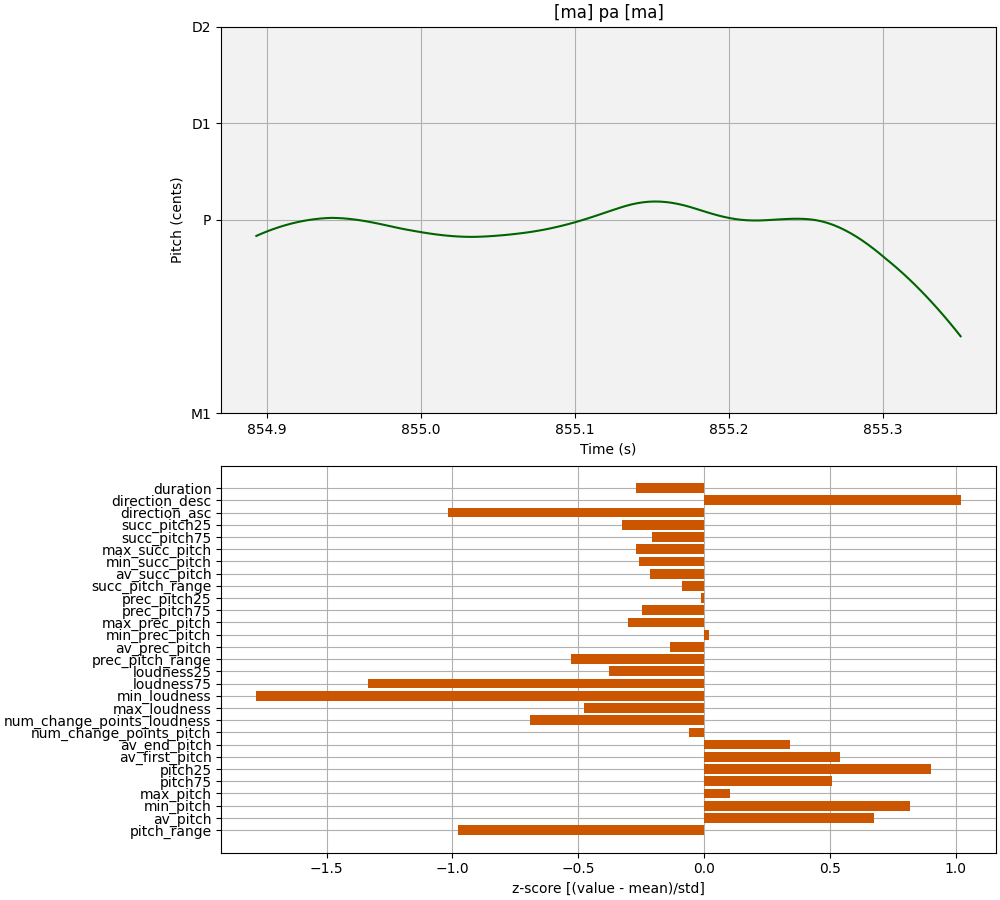 [ma] pa [ma]
D2
D1
P
M1
Pitch (cents)
854.9 855.0 855.1 855.2 855.3
Time (s)
duration
direction_desc
direction_asc
succ_pitch25
succ_pitch75
max_succ_pitch
min_succ_pitch
av_succ_pitch
succ_pitch_range
prec_pitch25
prec_pitch75
max_prec_pitch
min_prec_pitch
av_prec_pitch
prec_pitch_range
loudness25
loudness75
min_loudness
max_loudness
num_change_points_loudness
num_change_points_pitch
av_end_pitch
av_first_pitch
pitch25
pitch75
max_pitch
min_pitch
av_pitch
pitch_range
−1.5 −1.0 −0.5 0.0 0.5 1.0
z-score [(value - mean)/std]